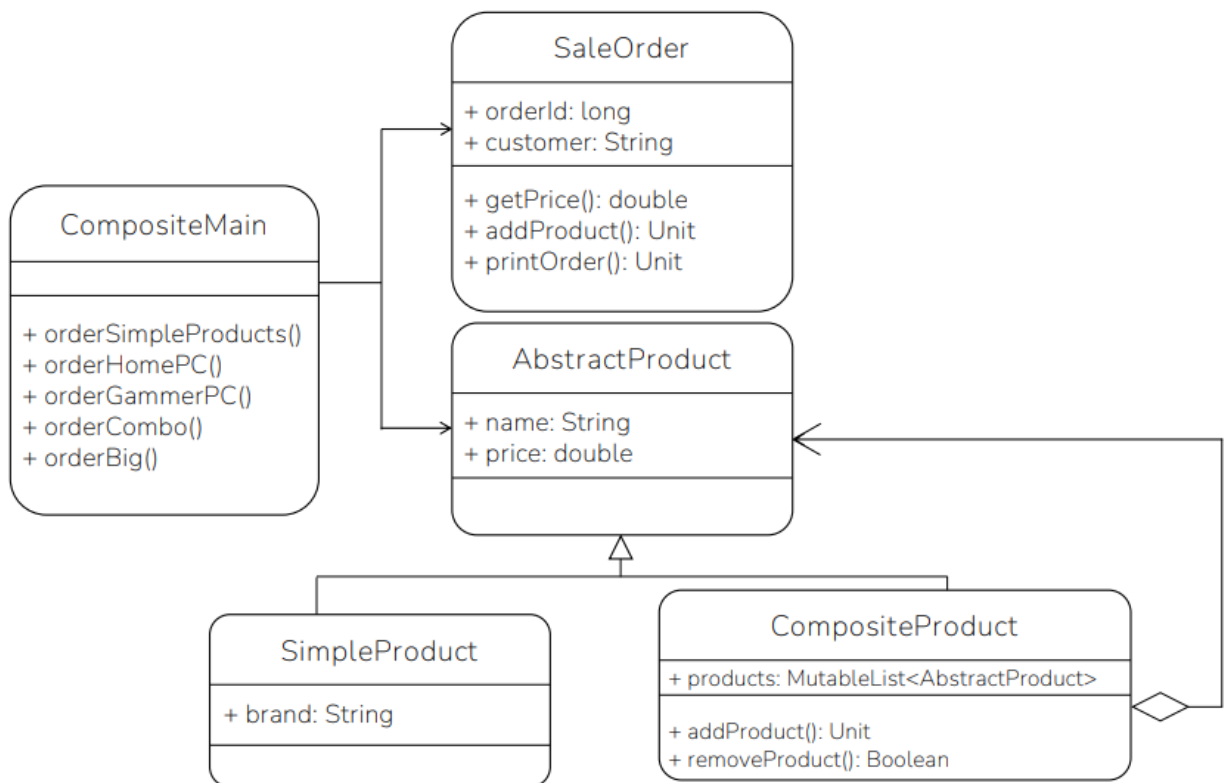 SaleOrder
+ orderId: long
+ customer: String
+ getPrice(): double
+ addProduct(): Unit
+ printOrder(): Unit
CompositeMain
+ orderSimpleProducts()
+ orderHomePC()
+ orderGammerPC()
+ orderCombo()
+ orderBig()
AbstractProduct
+ name: String
+ price: double
SimpleProduct
+ brand: String
CompositeProduct
+ products: MutableList<AbstractProduct>
+ addProduct(): Unit
+ removeProduct(): Boolean